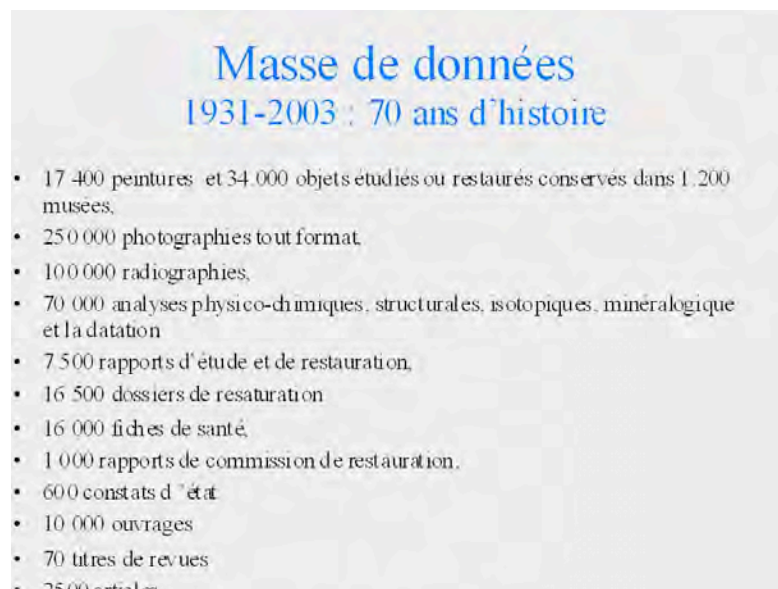 Masse de données
1931-2003 : 70 ans d'histoire
• 17 400 peintures et 34.000 objets étudiés ou restaurés conservés dans 1.200
musées,
• 250 000 photographies tout format,
• 100 000 radiographies,
• 70 000 analyses physico-chimiques, structurales, isotopiques, minéralogique
et la datation
• 7 500 rapports d'étude et de restauration,
• 16 500 dossiers de resaturation
• 16 000 fiches de santé,
• 1 000 rapports de commission de restauration,
• 600 constats d 'état
• 10 000 ouvrages
• 70 titres de revues